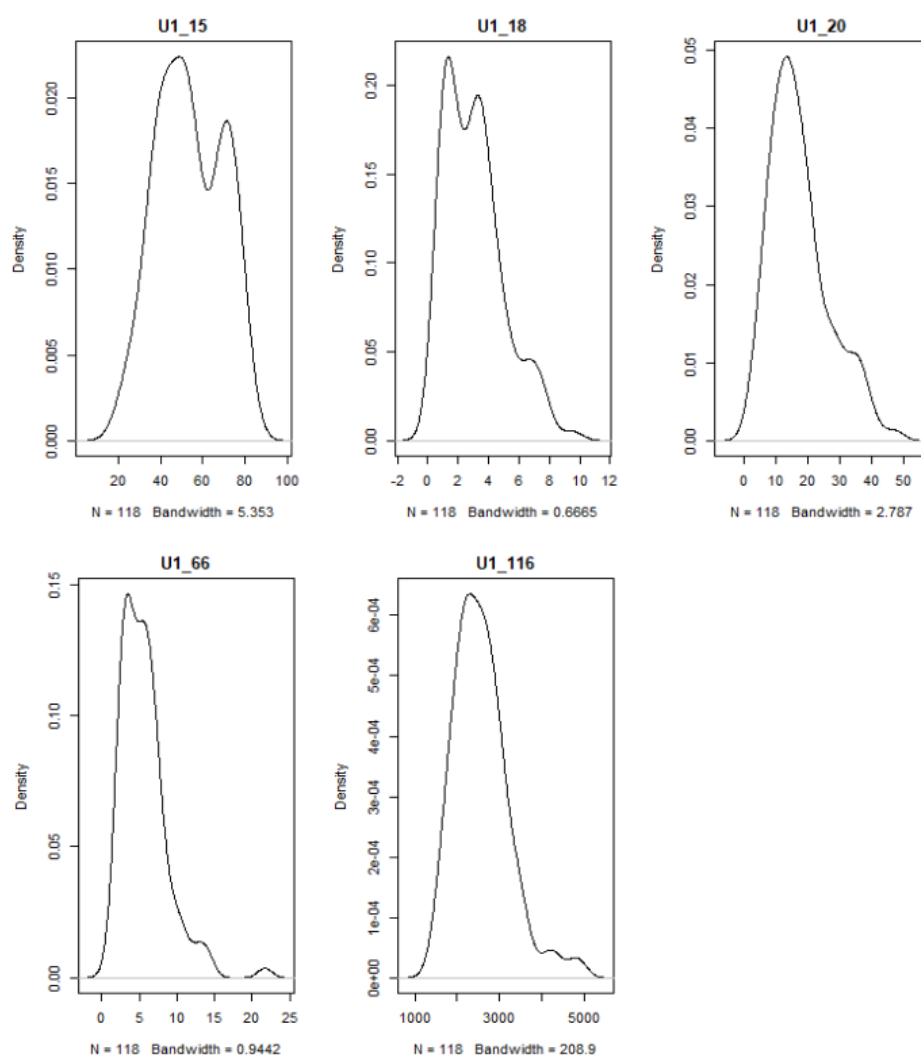 U1_15
Density
0.000 0.005 0.010 0.015 0.020
20 40 60 80 100
N = 118 Bandwidth = 5.353
U1_18
Density
0.00 0.05 0.10 0.15 0.20
-2 0 2 4 6 8 10 12
N = 118 Bandwidth = 0.6665
U1_20
Density
0.00 0.01 0.02 0.03 0.04 0.05
0 10 20 30 40 50
N = 118 Bandwidth = 2.787
U1_66
Density
0.00 0.05 0.10 0.15
0 5 10 15 20 25
N = 118 Bandwidth = 0.9442
U1_116
Density
0e+00 1e-04 2e-04 3e-04 4e-04 5e-04 6e-04
1000 3000 5000
N = 118 Bandwidth = 208.9